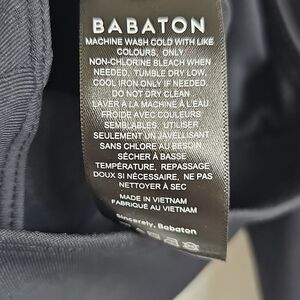 BABATON
MACHINE WASH COLD WITH LIKE
COLOURS, ONLY
NON-CHLORINE BLEACH WHEN
NEEDED, TUMBLE DRY LOW,
COOL IRON ONLY IF NEEDED,
DO NOT DRY CLEAN
LAVER À LA MACHINE À L'EAU
FROIDE AVEC COULEURS
SEMBLABLES, UTILISER
SEULEMENT UN JAVELLISANT
SANS CHLORE AU BESOIN,
SÉCHER À BASSE
TEMPÉRATURE, REPASSAGE
DOUX SI NÉCESSAIRE, NE PAS
NETTOYER À SEC
MADE IN VIETNAM
FABRIQUÉ AU VIETNAM
Sincerely, Babaton